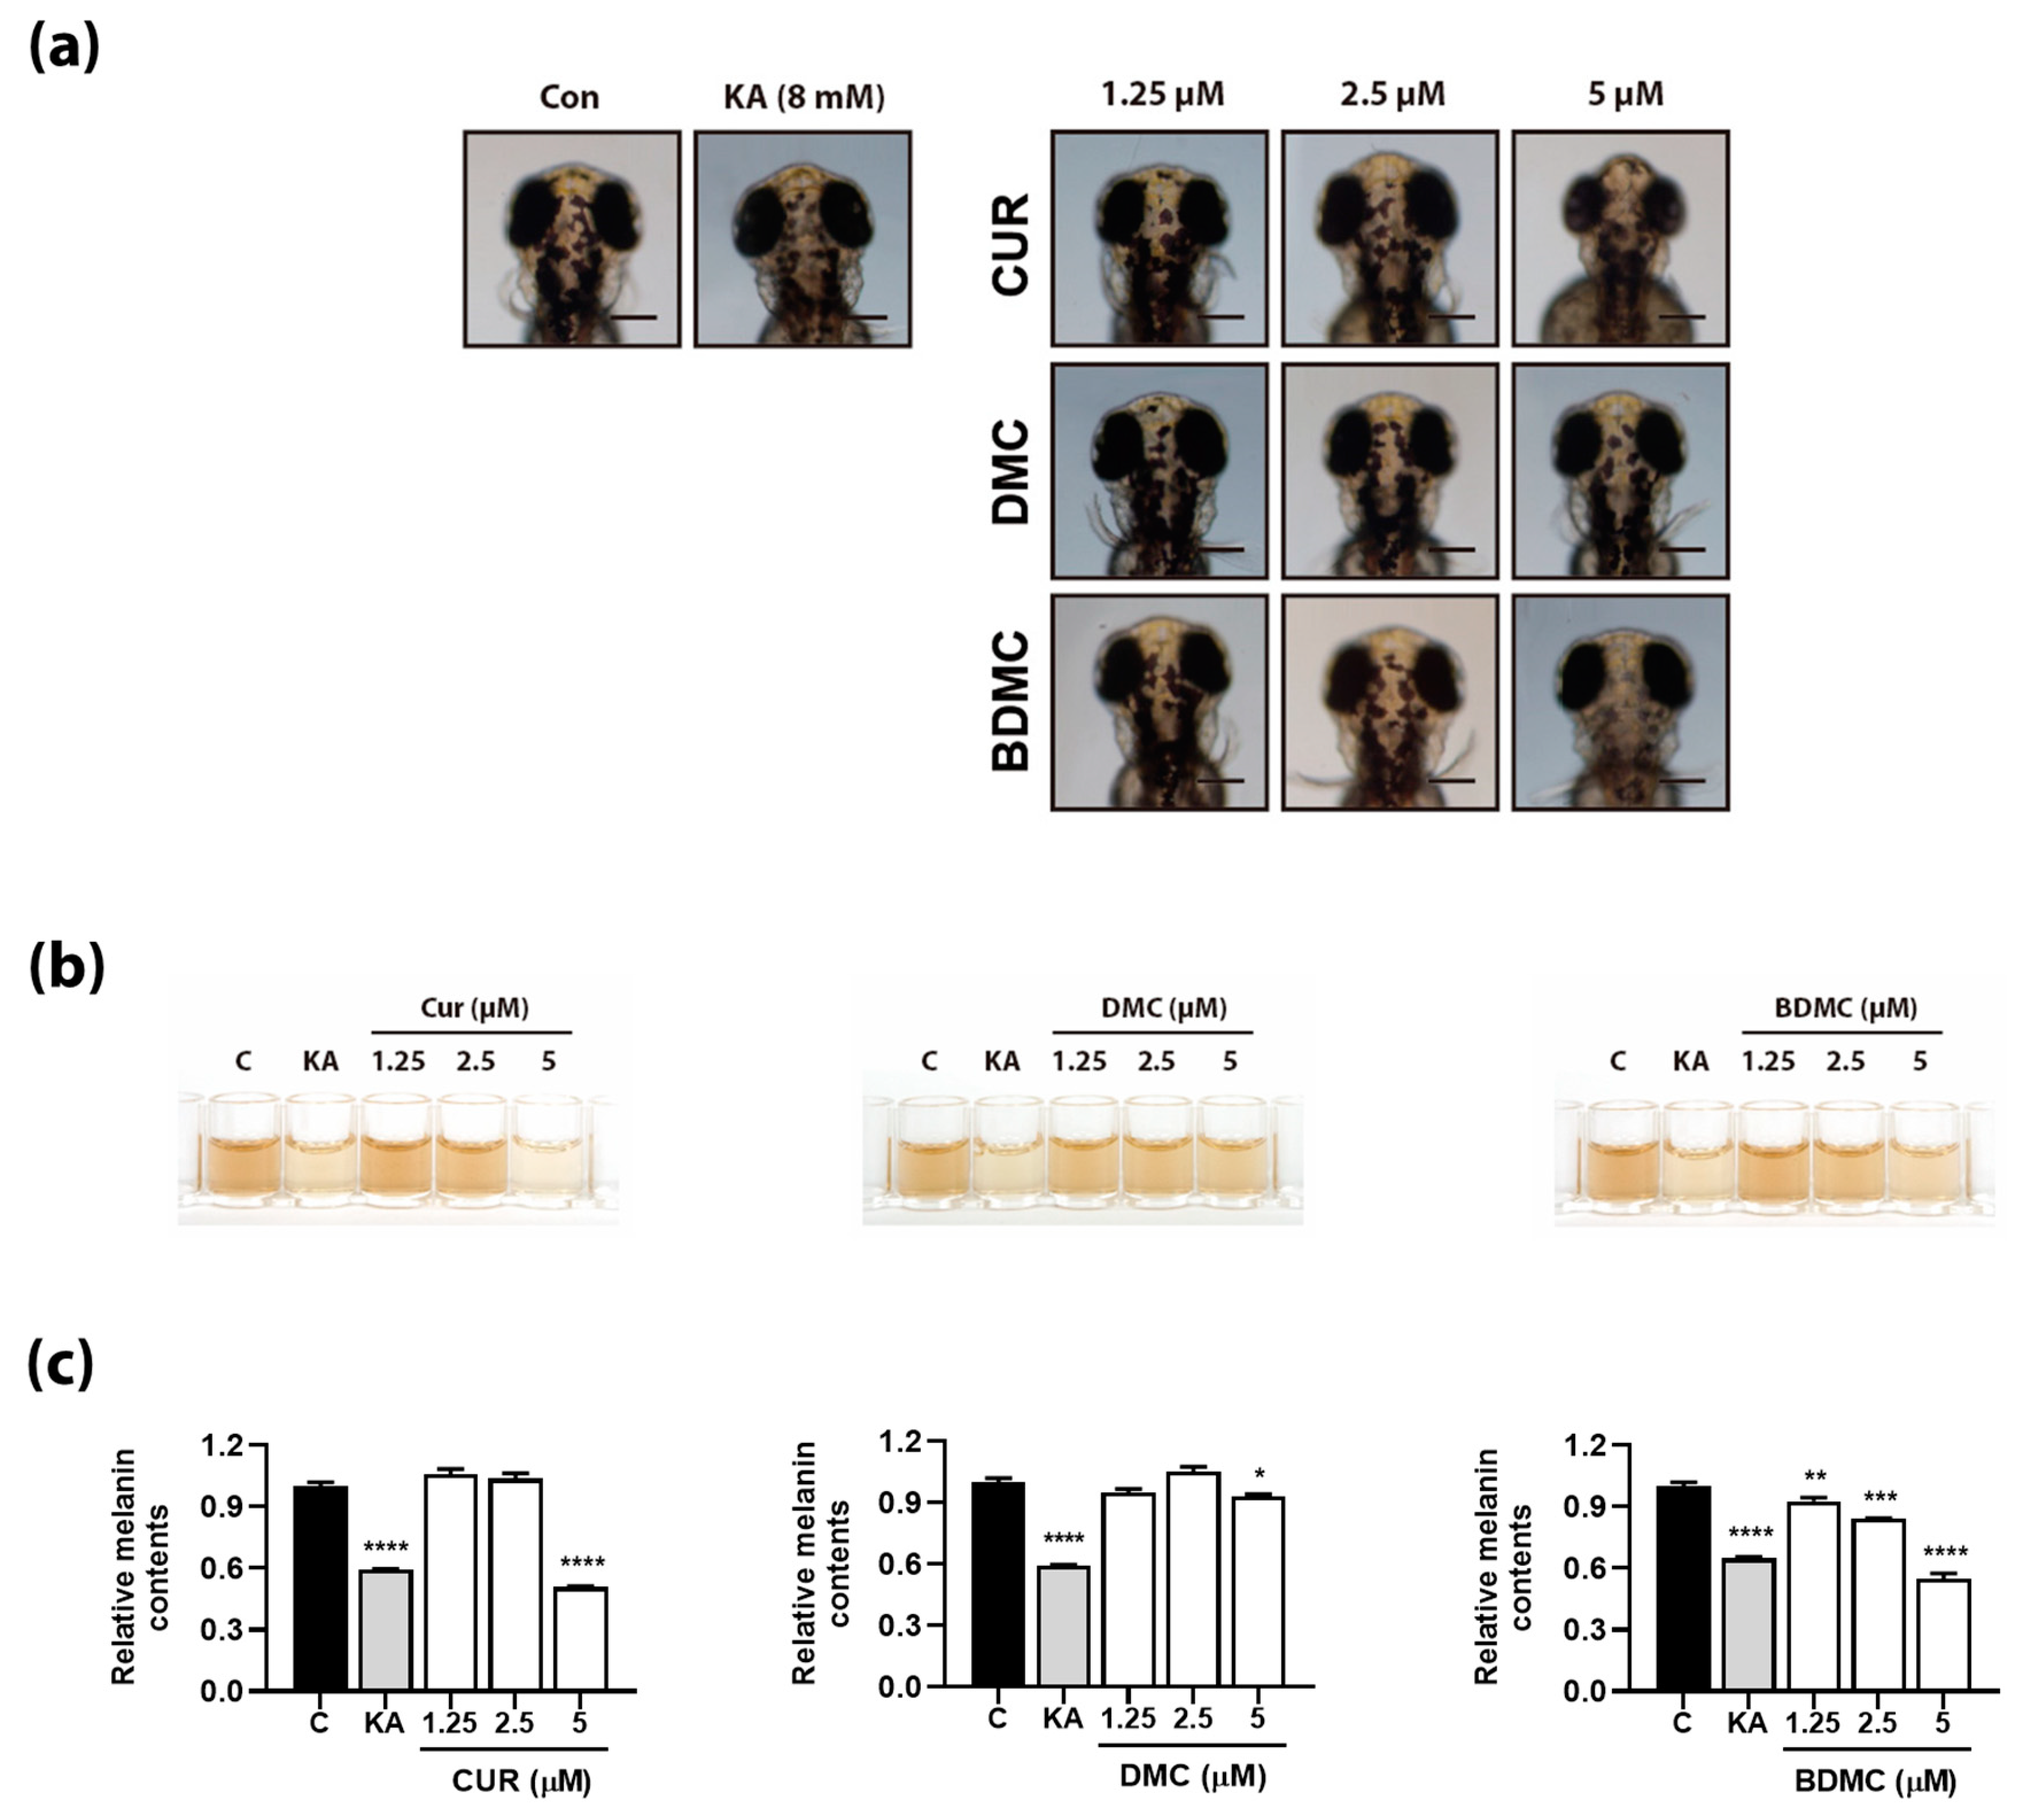 (a)
Con KA (8 mM) 1.25 µM 2.5 µM 5 µM
CUR
DMC
BDMC
(b)
Cur (µM)
C KA 1.25 2.5 5
DMC (µM)
C KA 1.25 2.5 5
BDMC (µM)
C KA 1.25 2.5 5
(c)
Relative melanin
contents
1.2
0.9
0.6
0.3
0.0
****
****
C KA 1.25 2.5 5
CUR (µM)
Relative melanin
contents
1.2
0.9
0.6
0.3
0.0
****
*
C KA 1.25 2.5 5
DMC (µM)
Relative melanin
contents
1.2
0.9
0.6
0.3
0.0
****
**
***
****
C KA 1.25 2.5 5
BDMC (µM)